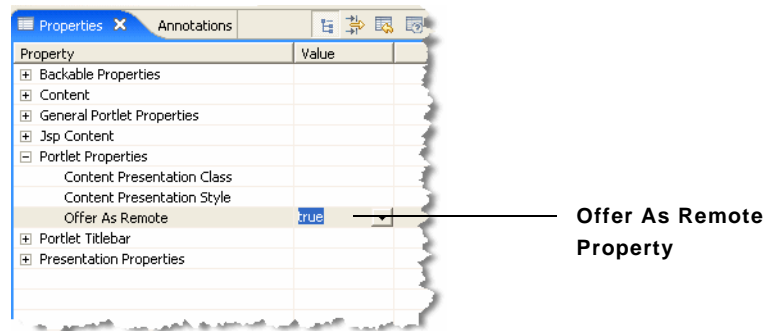 Properties Annotations
Property Value
Backable Properties
Content
General Portlet Properties
Jsp Content
Portlet Properties
Content Presentation Class
Content Presentation Style
Offer As Remote true
Portlet Titlebar
Presentation Properties
Offer As Remote
Property